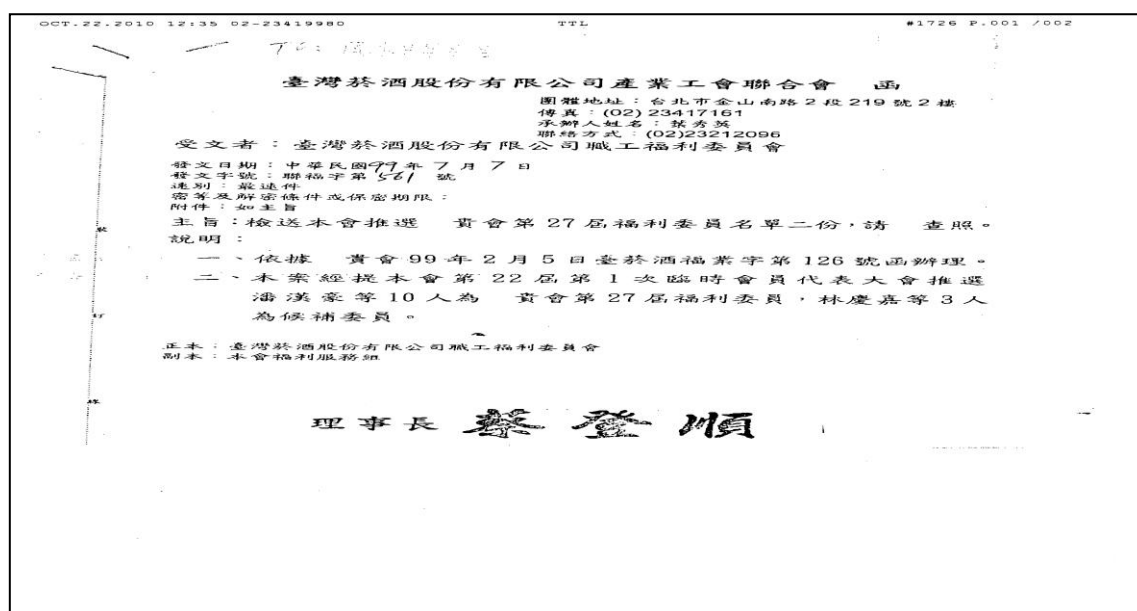 OCT.22.2010 12:35 02-23419980 TTL #1726 P.001 /002
臺灣菸酒股份有限公司產業工會聯合會 函
團體地址：台北市金山南路2段219號2樓
傳真：(02) 23417161
承辦人姓名：葉秀英
聯絡方式：(02)23212096
受文者：臺灣菸酒股份有限公司職工福利委員會
發文日期：中華民國99年7月7日
發文字號：聯福字第561號
速別：最速件
密等及解密條件或保密期限：
附件：如主旨
主旨：檢送本會推選 貴會第27屆福利委員名單二份，請 查照。
說明：
一、依據 貴會99年2月5日臺菸酒福業字第126號函辦理。
二、本案經提本會第22屆第1次臨時會員代表大會推選
潘漢豪等10人為 貴會第27屆福利委員，林慶嘉等3人
為候補委員。
正本：臺灣菸酒股份有限公司職工福利委員會
副本：本會福利服務組
理事長 蔡登順
裝
訂
線